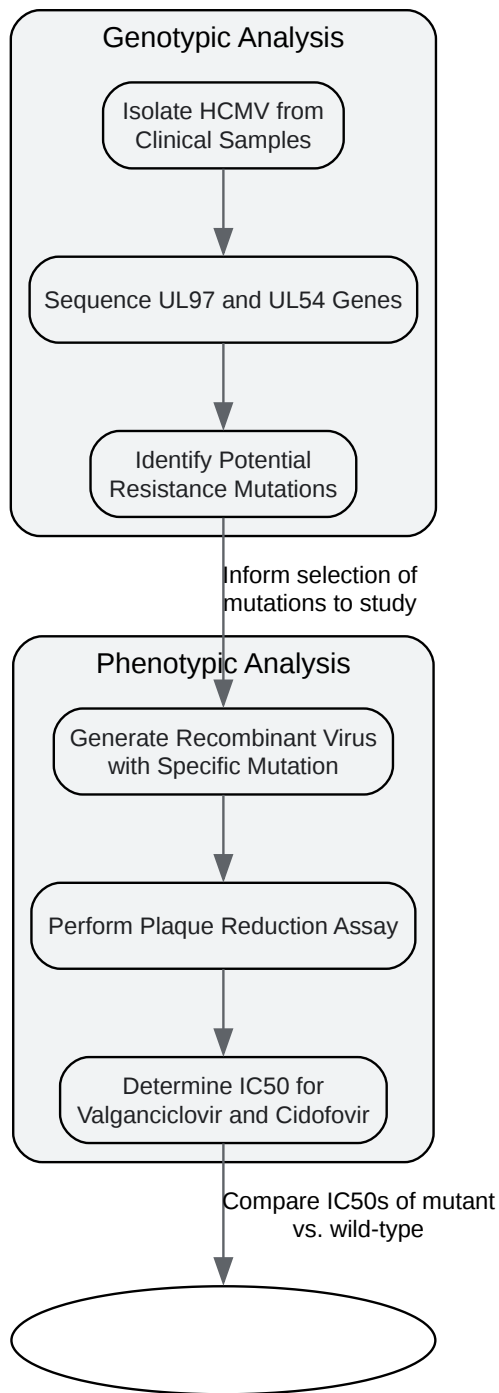 Genotypic Analysis
Isolate HCMV from
Clinical Samples
Sequence UL97 and UL54 Genes
Identify Potential
Resistance Mutations
Inform selection of
mutations to study
Phenotypic Analysis
Generate Recombinant Virus
with Specific Mutation
Perform Plaque Reduction Assay
Determine IC50 for
Valganciclovir and Cidofovir
Compare IC50s of mutant
vs. wild-type